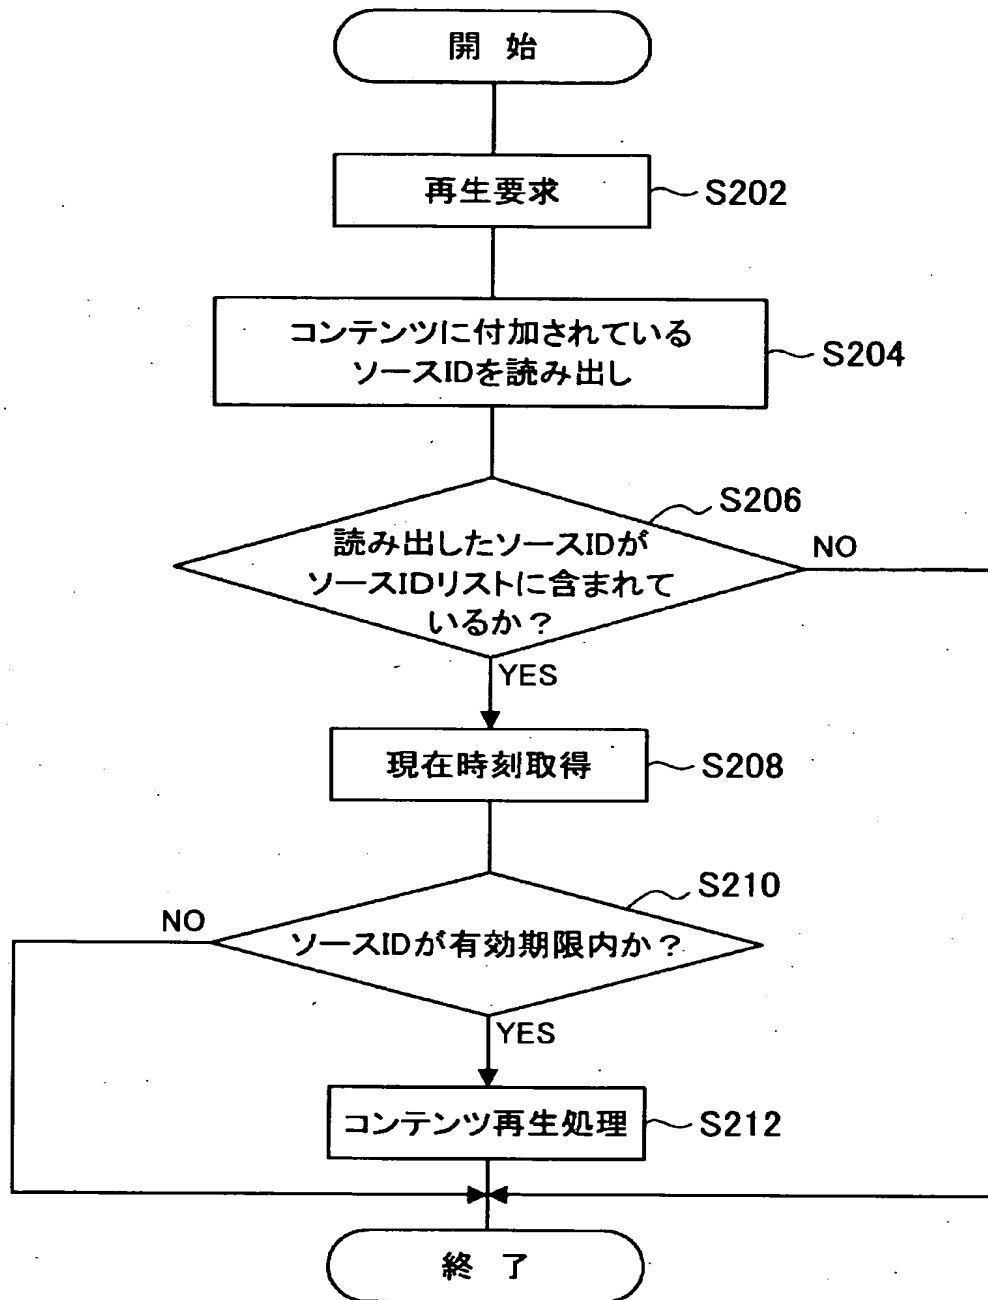 開 始
再生要求
S202
コンテンツに付加されている
ソースIDを読み出し
S204
S206
読み出したソースIDが
ソースIDリストに含まれて
いるか？
NO
YES
現在時刻取得
S208
S210
NO
ソースIDが有効期限内か？
YES
コンテンツ再生処理
S212
終 了